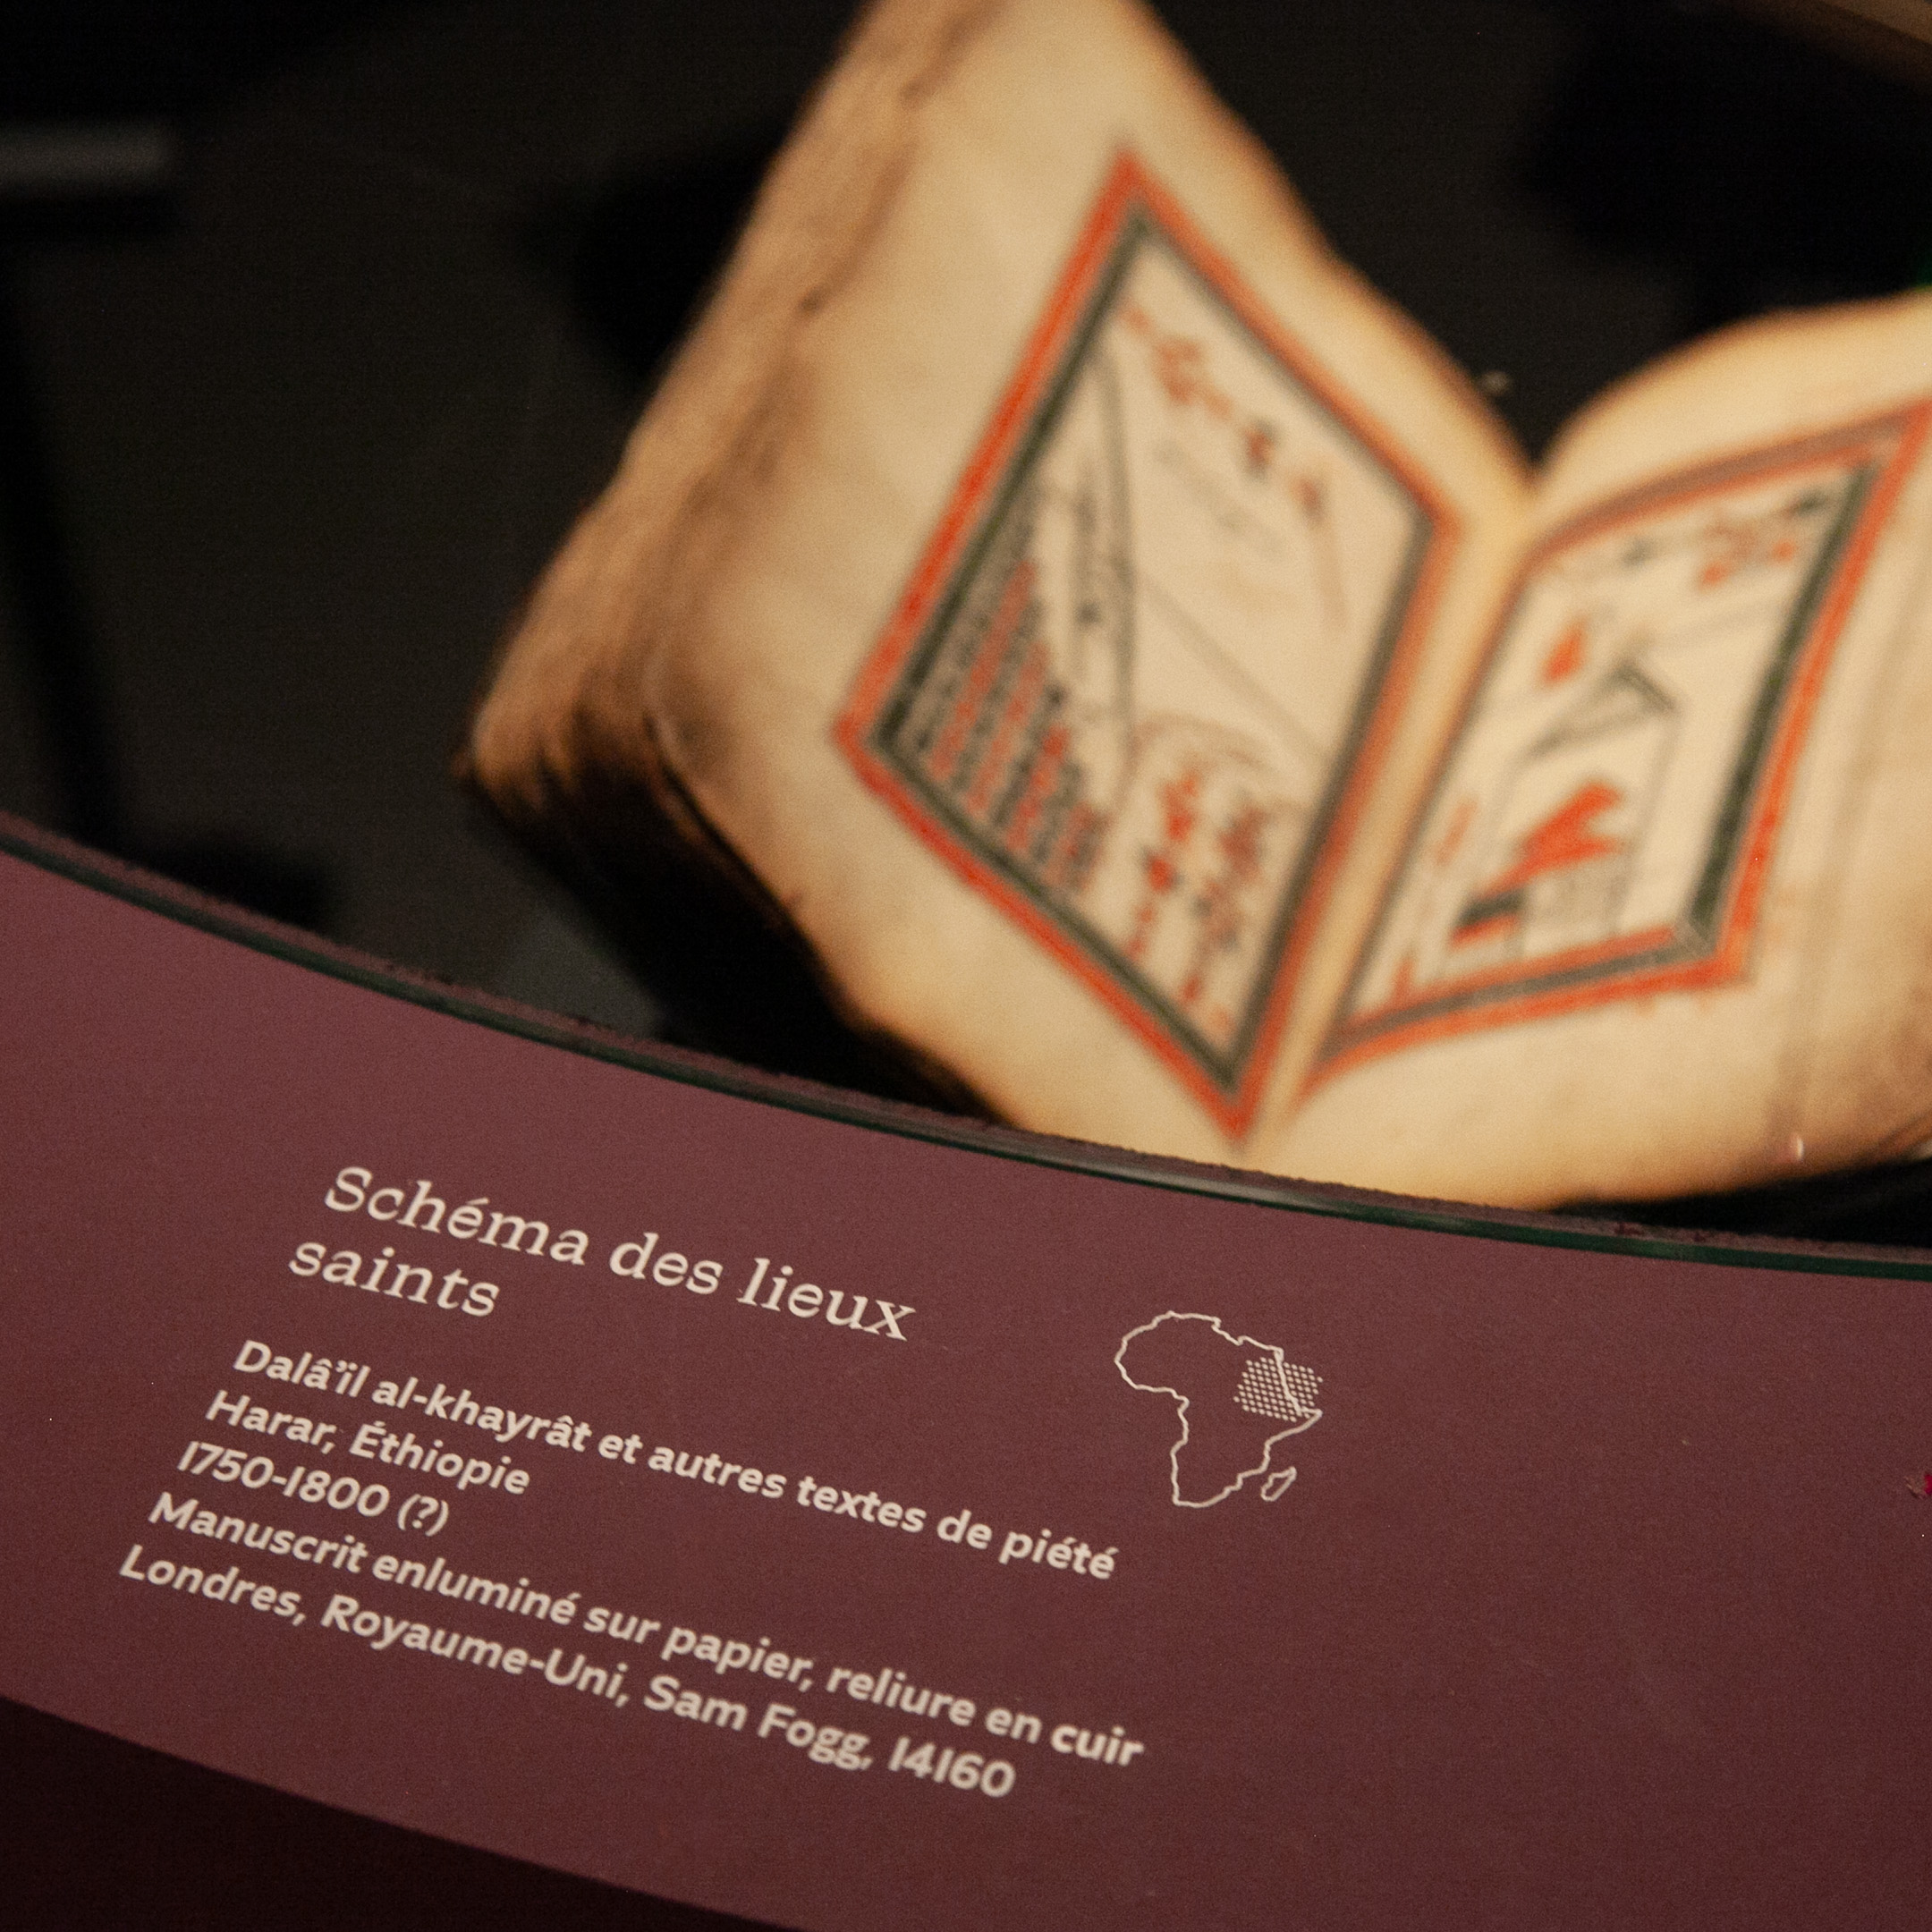 Schéma des lieux
saints
Dalâ'il al-khayrât et autres textes de piété
Harar, Éthiopie
1750-1800 (?)
Manuscrit enluminé sur papier, reliure en cuir
Londres, Royaume-Uni, Sam Fogg, 14160